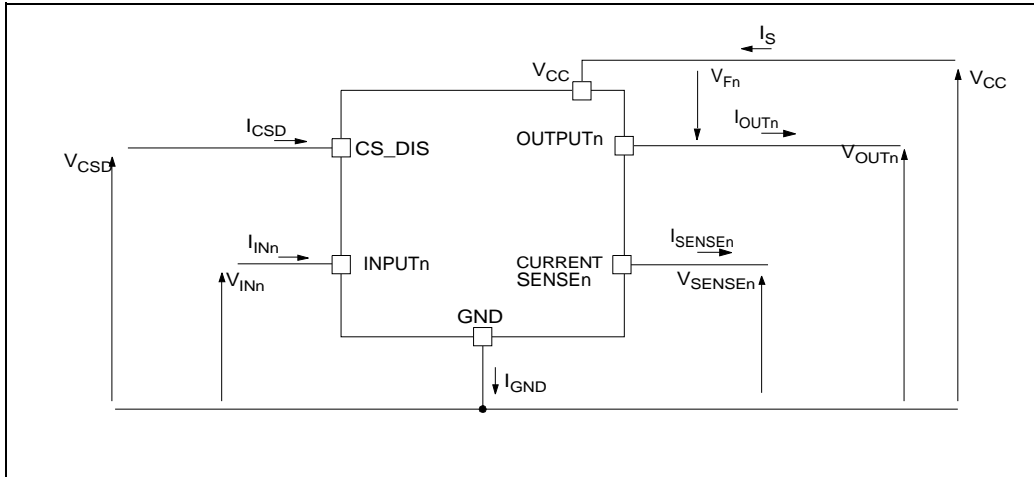 I_S
V_CC
V_Fn
V_CC
I_OUTn
I_CSD
CS_DIS
OUTPUTn
V_CSD
V_OUTn
I_INn
INPUTn
V_INn
CURRENT
SENSEn
I_SENSEn
V_SENSEn
GND
I_GND